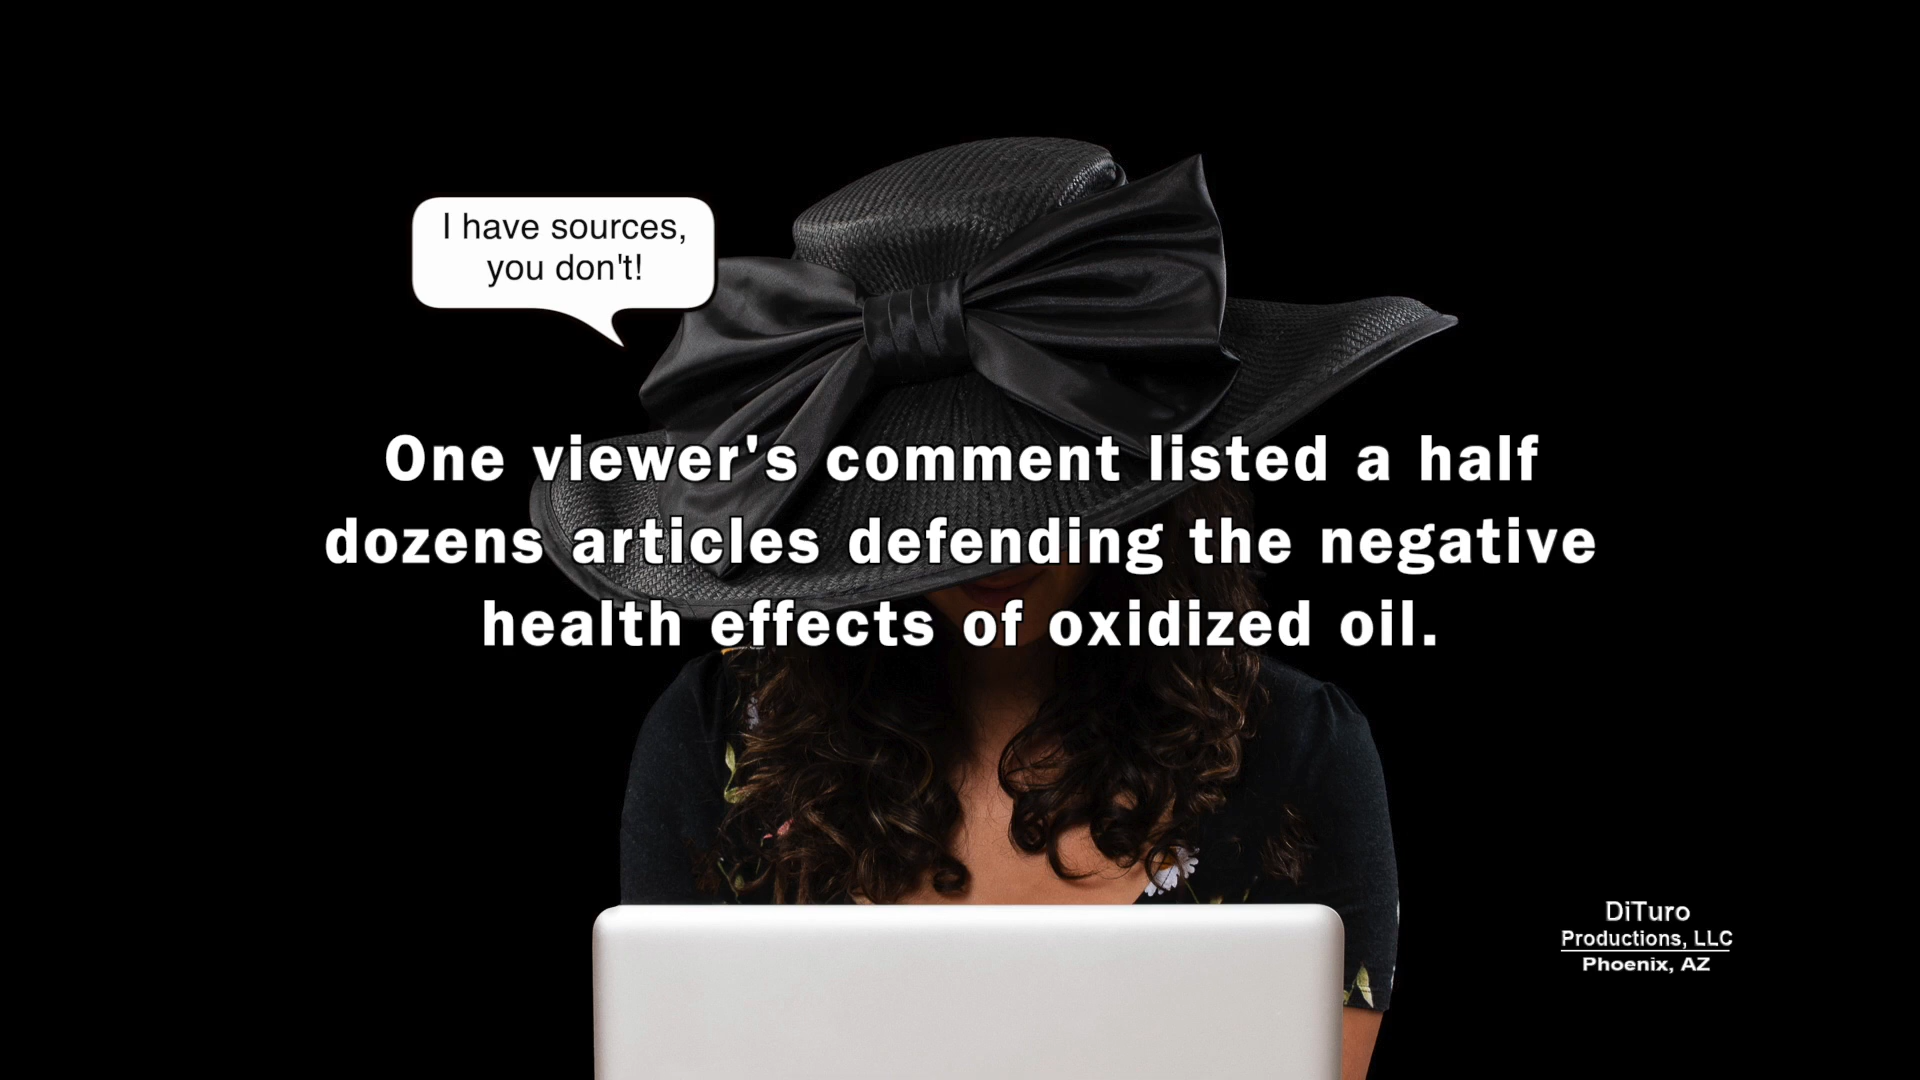 I have sources,
you don't!
One viewer's comment listed a half
dozens articles defending the negative
health effects of oxidized oil.
DiTuro
Productions, LLC
Phoenix, AZ